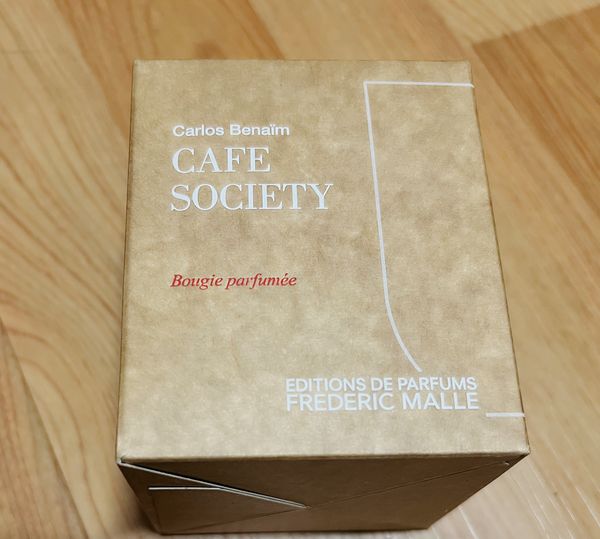 Carlos Benaïm
CAFE
SOCIETY
Bougie parfumée
EDITIONS DE PARFUMS
FREDERIC MALLE